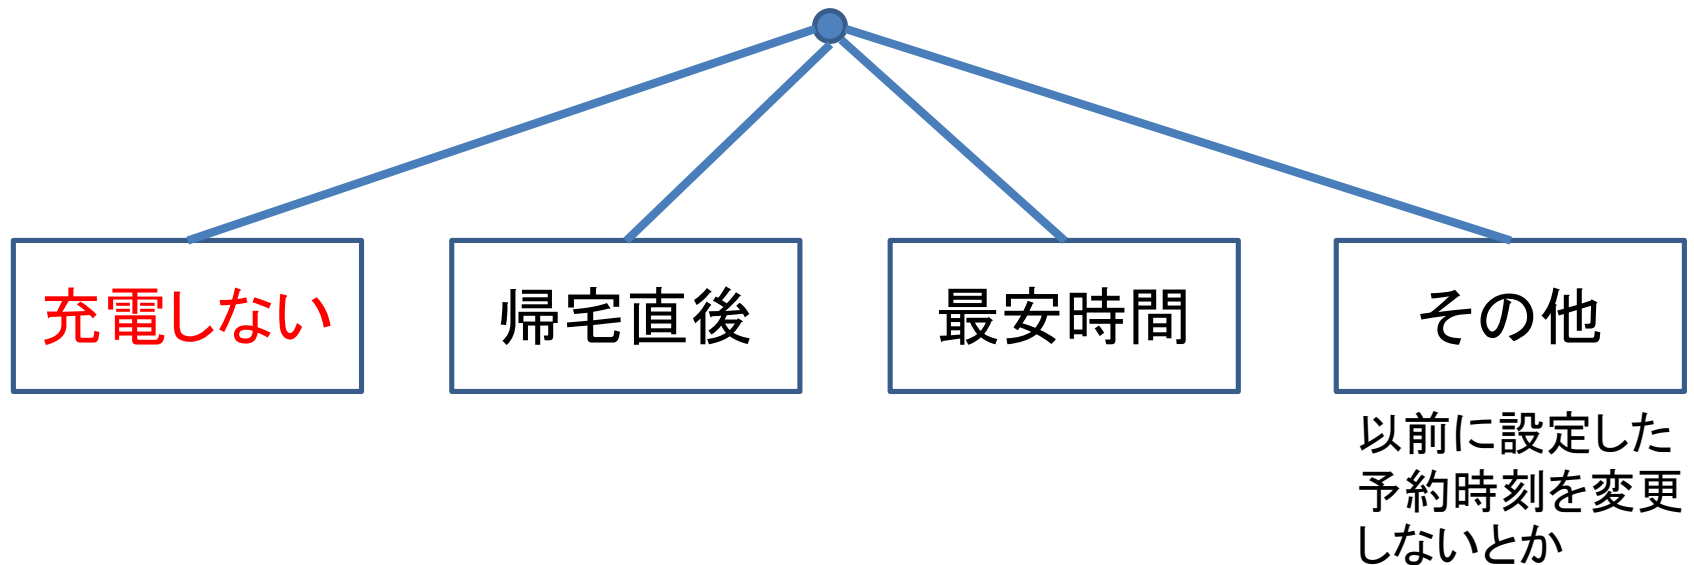 充電しない
帰宅直後
最安時間
その他
以前に設定した
予約時刻を変更
しないとか